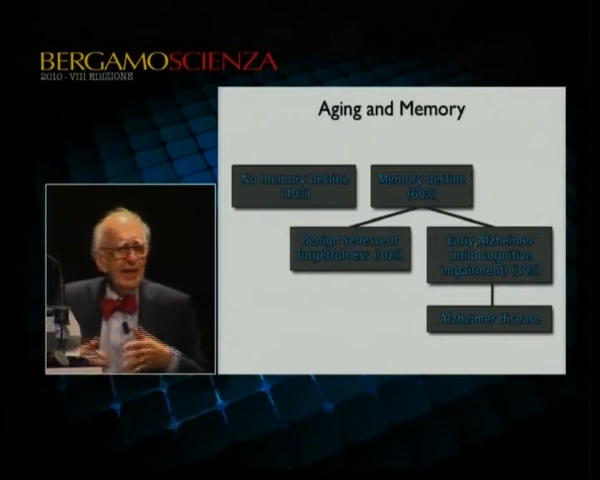 BERGAMOSCIENZA
2010 - VIII EDIZIONE
Aging and Memory
No memory decline
(40%)
Memory decline
(60%)
Benign senescent
forgetfulness (30%)
Early Alzheimer
(mild cognitive
impairment) (30%)
Alzheimer disease